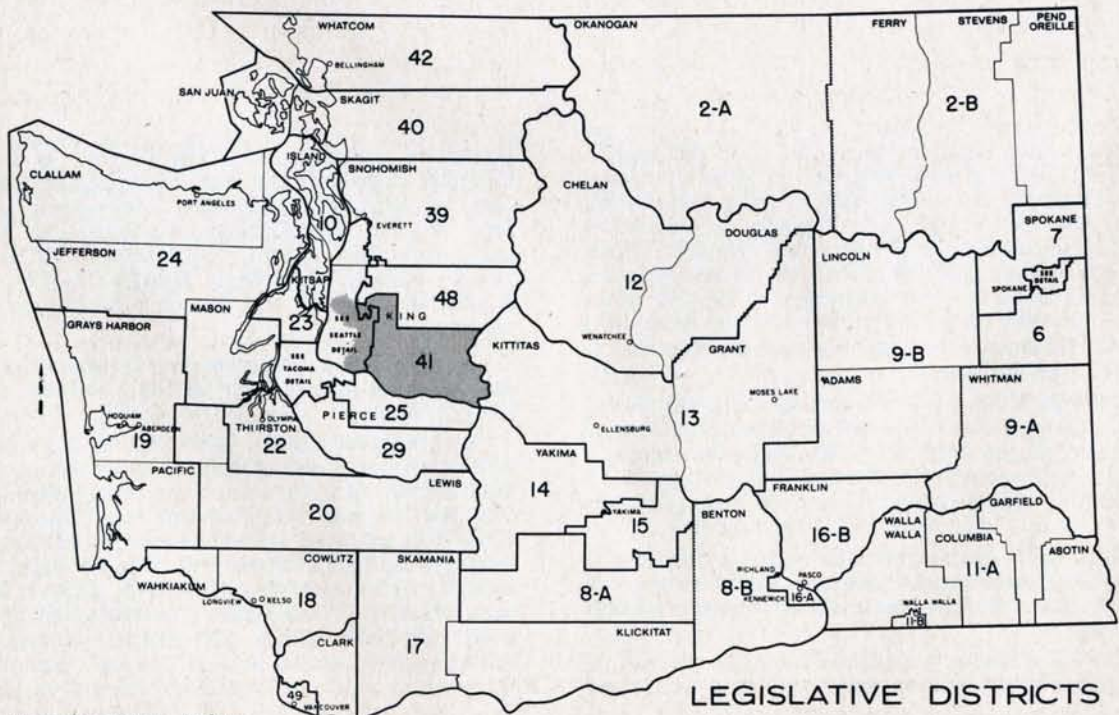 WHATCOM
OKANOGAN
FERRY
STEVENS
PEND
OREILLE
42
BELLINGHAM
SAN JUAN
SKAGIT
40
2-A
2-B
ISLAND
SNOHOMISH
CLALLAM
PORT ANGELES
10
39
EVERETT
CHELAN
DOUGLAS
SPOKANE
7
JEFFERSON
24
KITSAP
48
12
LINCOLN
SPOKANE
SEE
DETAIL
MASON
23
SEE
SEATTLE
DETAIL
KING
6
GRAYS HARBOR
SEE
TACOMA
DETAIL
41
KITTITAS
WENATCHEE
GRANT
9-B
ADAMS
WHITMAN
MOSES LAKE
HOQUIAM
ABERDEEN
19
OLYMPIA
THURSTON
22
PIERCE
25
29
ELLENSBURG
13
9-A
PACIFIC
LEWIS
YAKIMA
14
20
YAKIMA
15
BENTON
FRANKLIN
16-B
WALLA
WALLA
GARFIELD
COLUMBIA
11-A
ASOTIN
WAHKIAKUM
COWLITZ
SKAMANIA
8-A
8-B
RICHLAND
PASCO
KENNEWICK
16-A
LONGVIEW
KELSO
18
WALLA WALLA
11-B
CLARK
17
KLICKITAT
49
VANCOUVER
LEGISLATIVE DISTRICTS